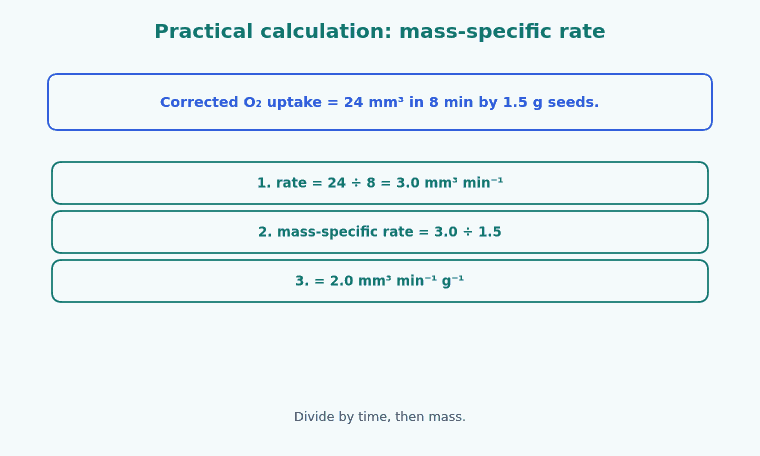 Practical calculation: mass-specific rate
Corrected O₂ uptake = 24 mm³ in 8 min by 1.5 g seeds.
1. rate = 24 ÷ 8 = 3.0 mm³ min⁻¹
2. mass-specific rate = 3.0 ÷ 1.5
3. = 2.0 mm³ min⁻¹ g⁻¹
Divide by time, then mass.